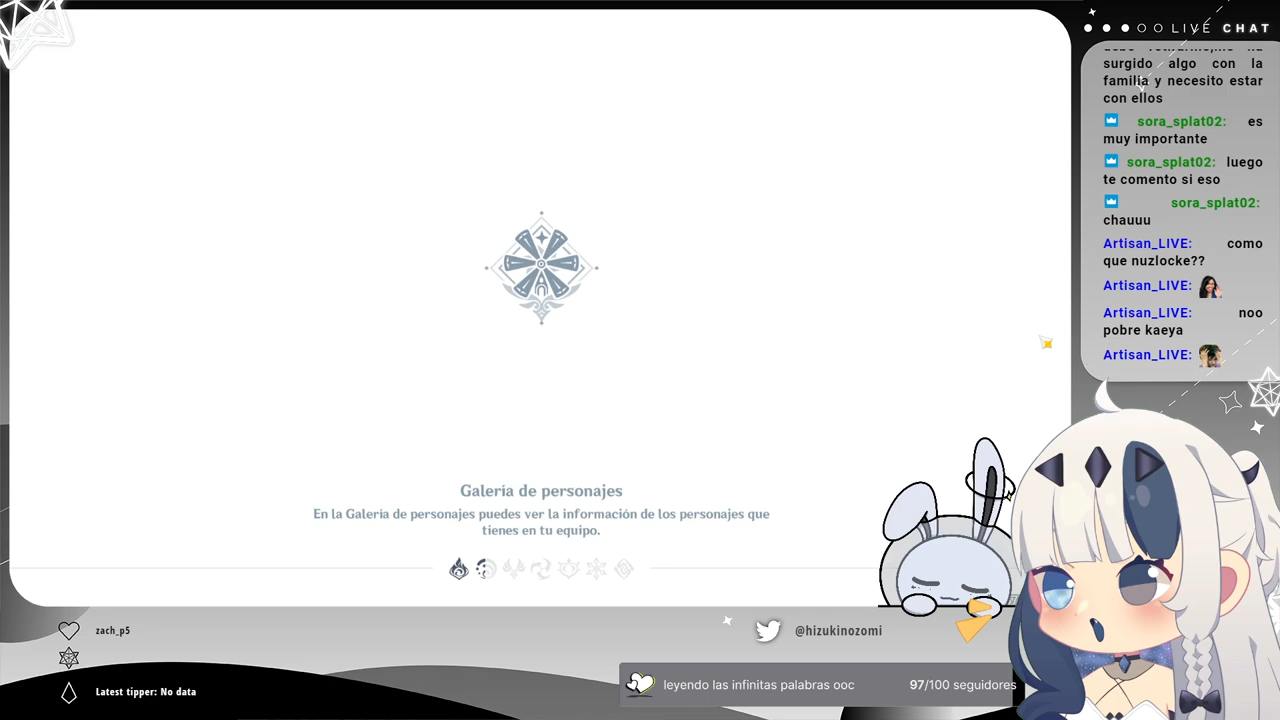 LIVE CHAT
surgido algo con la
familia y necesito estar
con ellos
sora_splat02: es
muy importante
sora_splat02: luego
te comento si eso
sora_splat02:
chauuu
Artisan_LIVE: como
que nuzlocke??
Artisan_LIVE:
Artisan_LIVE: noo
pobre kaeya
Artisan_LIVE:
Galería de personajes
En la Galería de personajes puedes ver la información de los personajes que
tienes en tu equipo.
zach_p5
@hizukinozomi
Latest tipper: No data
leyendo las infinitas palabras ooc
97/100 seguidores